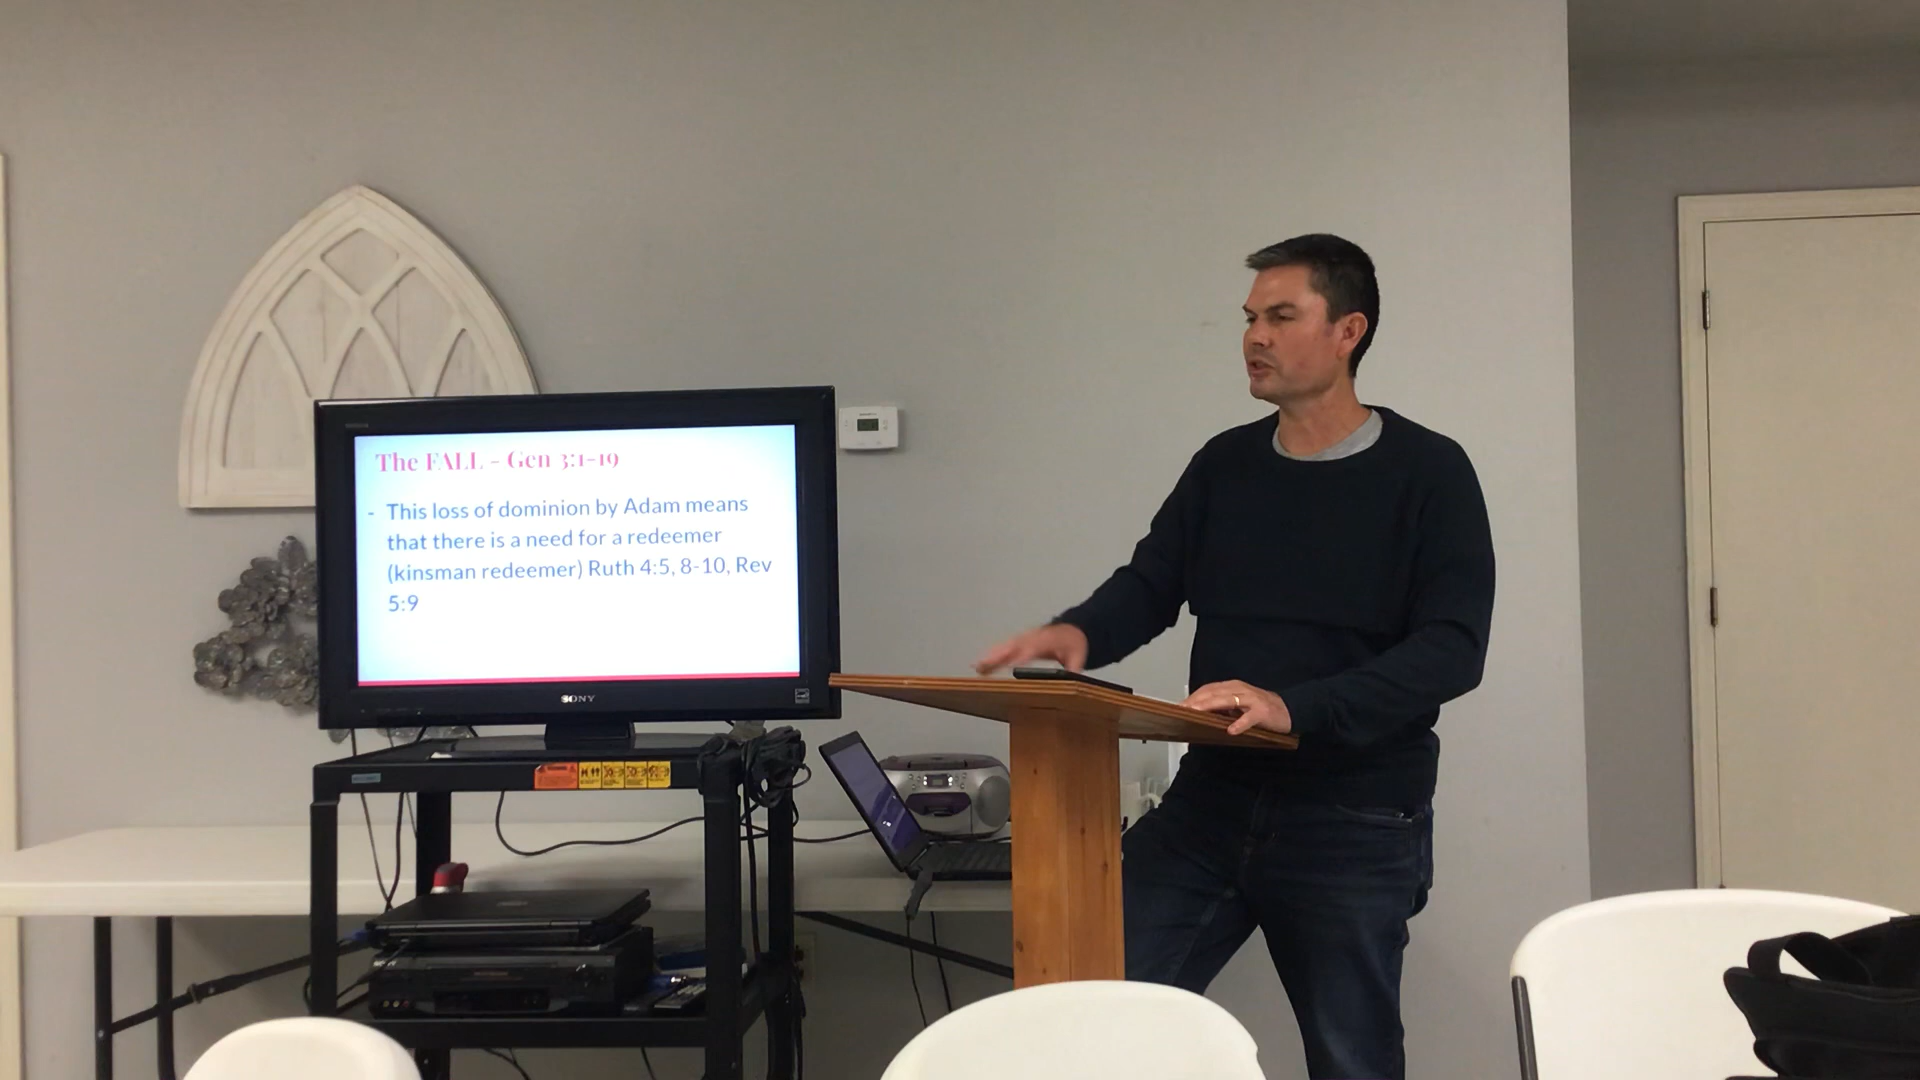 The FALL - Gen 3:1-19
- This loss of dominion by Adam means
that there is a need for a redeemer
(kinsman redeemer) Ruth 4:5, 8-10, Rev
5:9
SONY